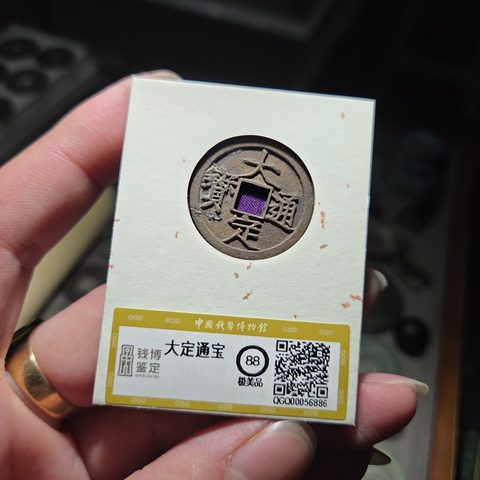 大
寶 通
定
中国钱币博物馆
钱博
鉴定
大定通宝
88
极美品
QGQ00056886